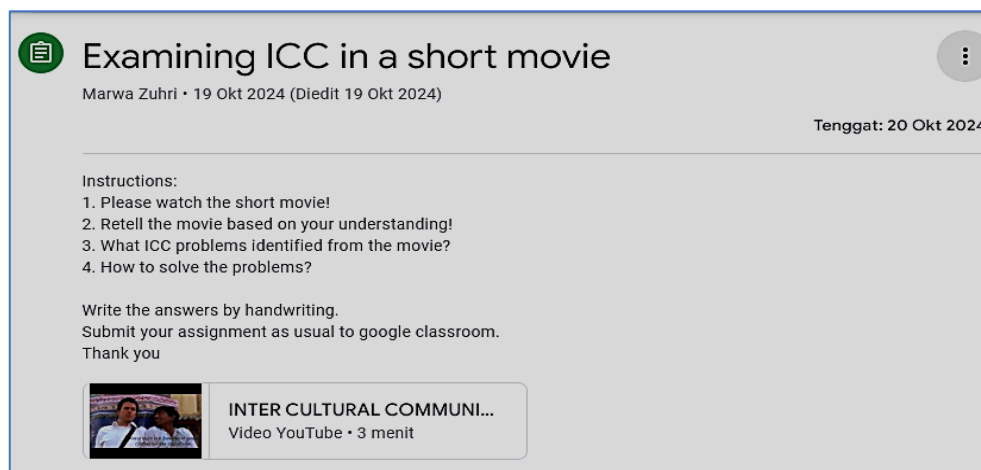 Examining ICC in a short movie
Marwa Zuhri • 19 Okt 2024 (Diedit 19 Okt 2024)
Tenggat: 20 Okt 2024
Instructions:
1. Please watch the short movie!
2. Retell the movie based on your understanding!
3. What ICC problems identified from the movie?
4. How to solve the problems?
Write the answers by handwriting.
Submit your assignment as usual to google classroom.
Thank you
INTER CULTURAL COMMUNI...
Video YouTube • 3 menit